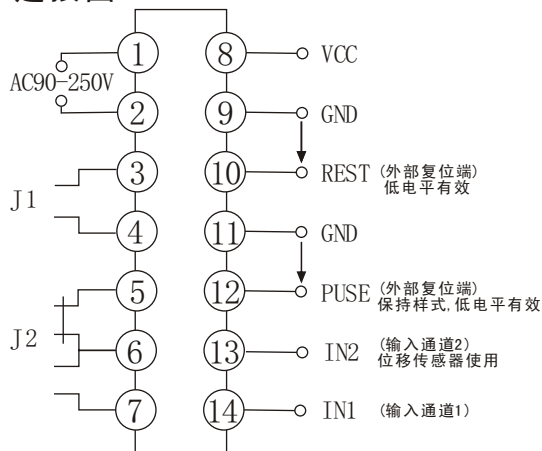 1
8
VCC
AC90-250V
2
9
GND
3
10
REST (外部复位端)
低电平有效
J1
4
11
GND
5
12
PUSE (外部复位端)
保持样式,低电平有效
J2
6
13
IN2 (输入通道2)
位移传感器使用
7
14
IN1 (输入通道1)